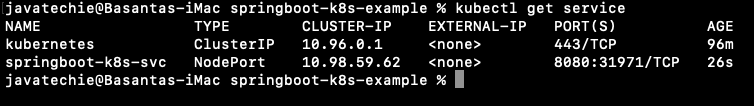 javatechie@Basantas-iMac springboot-k8s-example % kubectl get service
NAME TYPE CLUSTER-IP EXTERNAL-IP PORT(S) AGE
kubernetes ClusterIP 10.96.0.1 <none> 443/TCP 96m
springboot-k8s-svc NodePort 10.98.59.62 <none> 8080:31971/TCP 26s
javatechie@Basantas-iMac springboot-k8s-example %